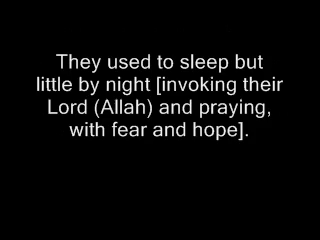 They used to sleep but
little by night [invoking their
Lord (Allah) and praying,
with fear and hope].